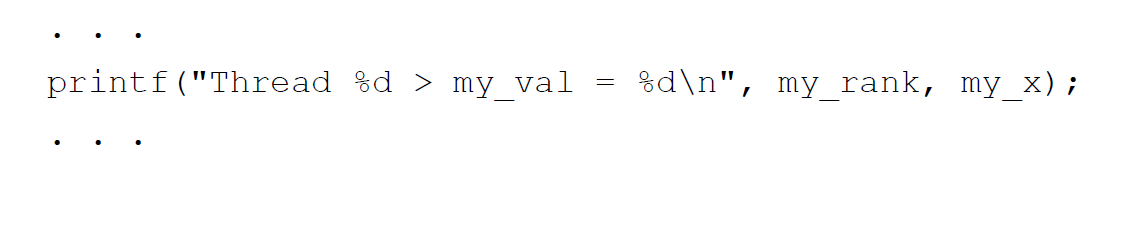 . . .
printf("Thread %d > my_val = %d\n", my_rank, my_x);
. . .